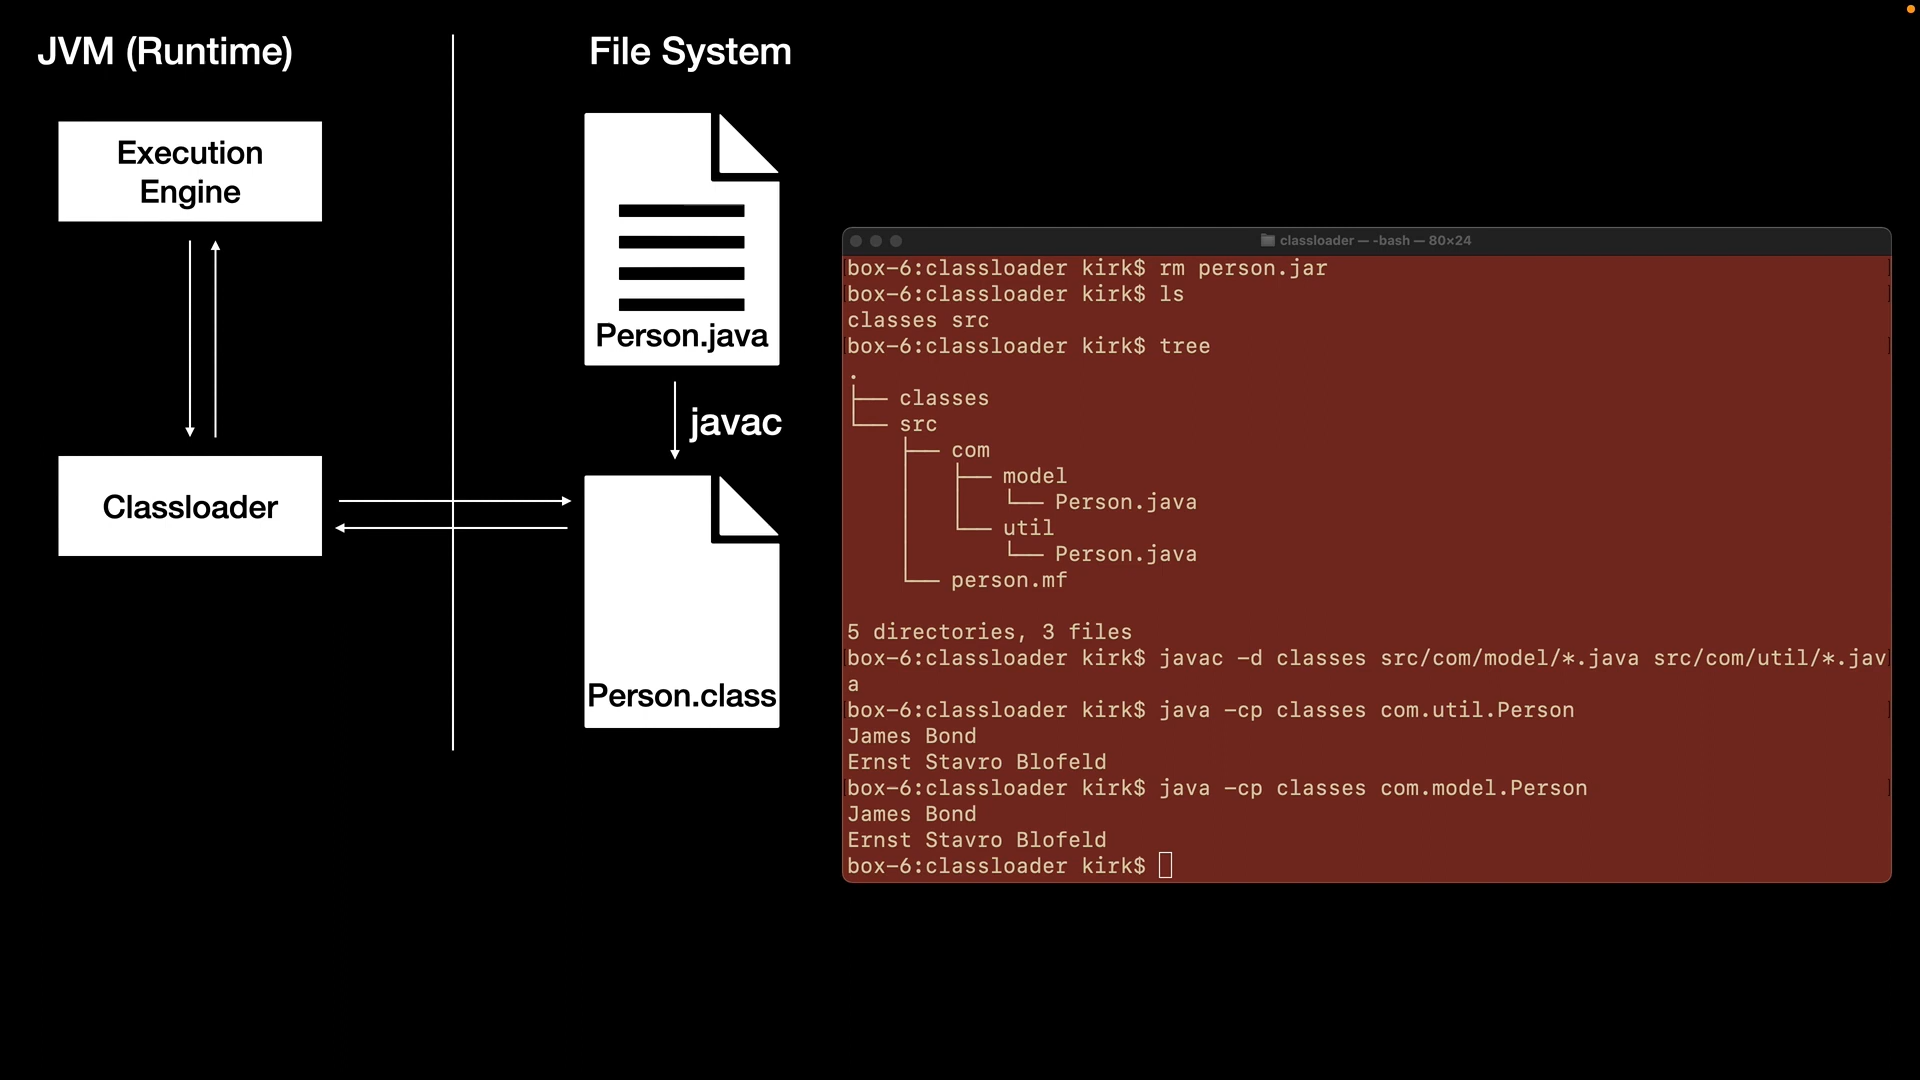 JVM (Runtime)
File System
Execution
Engine
Classloader
Person.java
javac
Person.class
classloader — -bash — 80×24
box-6:classloader kirk$ rm person.jar
box-6:classloader kirk$ ls
classes src
box-6:classloader kirk$ tree
.
├── classes
└── src
    ├── com
    │   ├── model
    │   │   └── Person.java
    │   └── util
    │       └── Person.java
    └── person.mf
5 directories, 3 files
box-6:classloader kirk$ javac -d classes src/com/model/*.java src/com/util/*.jav
a
box-6:classloader kirk$ java -cp classes com.util.Person
James Bond
Ernst Stavro Blofeld
box-6:classloader kirk$ java -cp classes com.model.Person
James Bond
Ernst Stavro Blofeld
box-6:classloader kirk$